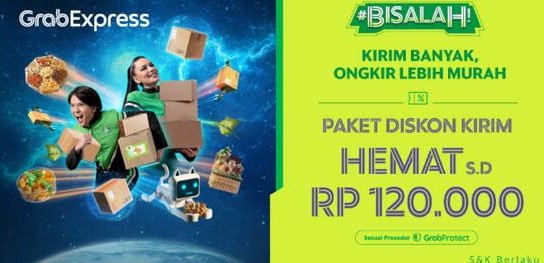 GrabExpress
#BISALAH!
KIRIM BANYAK,
ONGKIR LEBIH MURAH
%
PAKET DISKON KIRIM
HEMAT S.D
RP 120.000
Sesuai Prosedur GrabProtect
S&K Berlaku